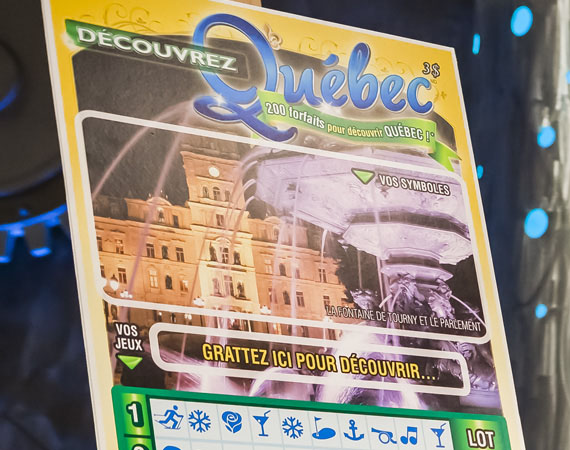 DÉCOUVREZ
Québec
3$
200 forfaits pour découvrir QUÉBEC !*
VOS SYMBOLES
LA FONTAINE DE TOURNY ET LE PARLEMENT
VOS
JEUX
GRATTEZ ICI POUR DÉCOUVRIR...
1
LOT